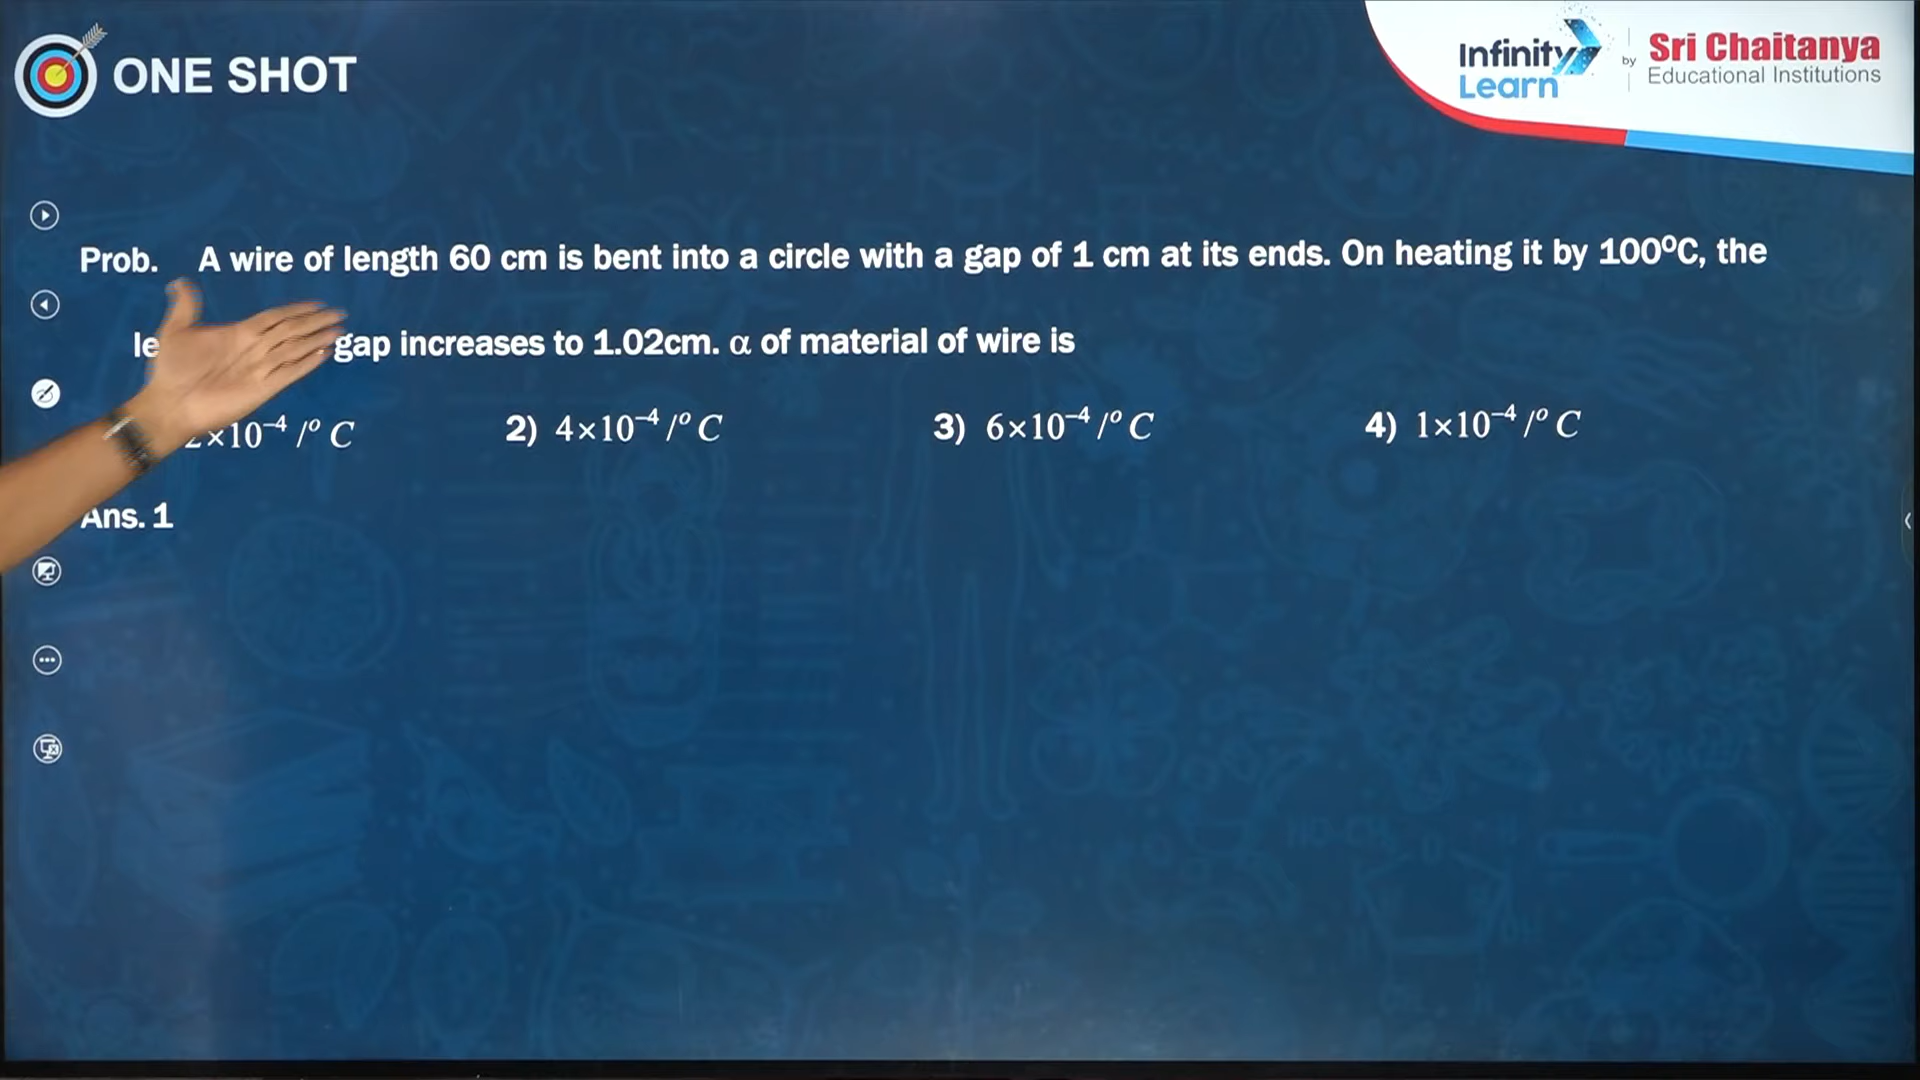 ONE SHOT
Infinity Learn by Sri Chaitanya Educational Institutions
Prob. A wire of length 60 cm is bent into a circle with a gap of 1 cm at its ends. On heating it by 100⁰C, the
gap increases to 1.02cm. α of material of wire is
×10⁻⁴ /° C 2) 4×10⁻⁴ /° C 3) 6×10⁻⁴ /° C 4) 1×10⁻⁴ /° C
Ans. 1